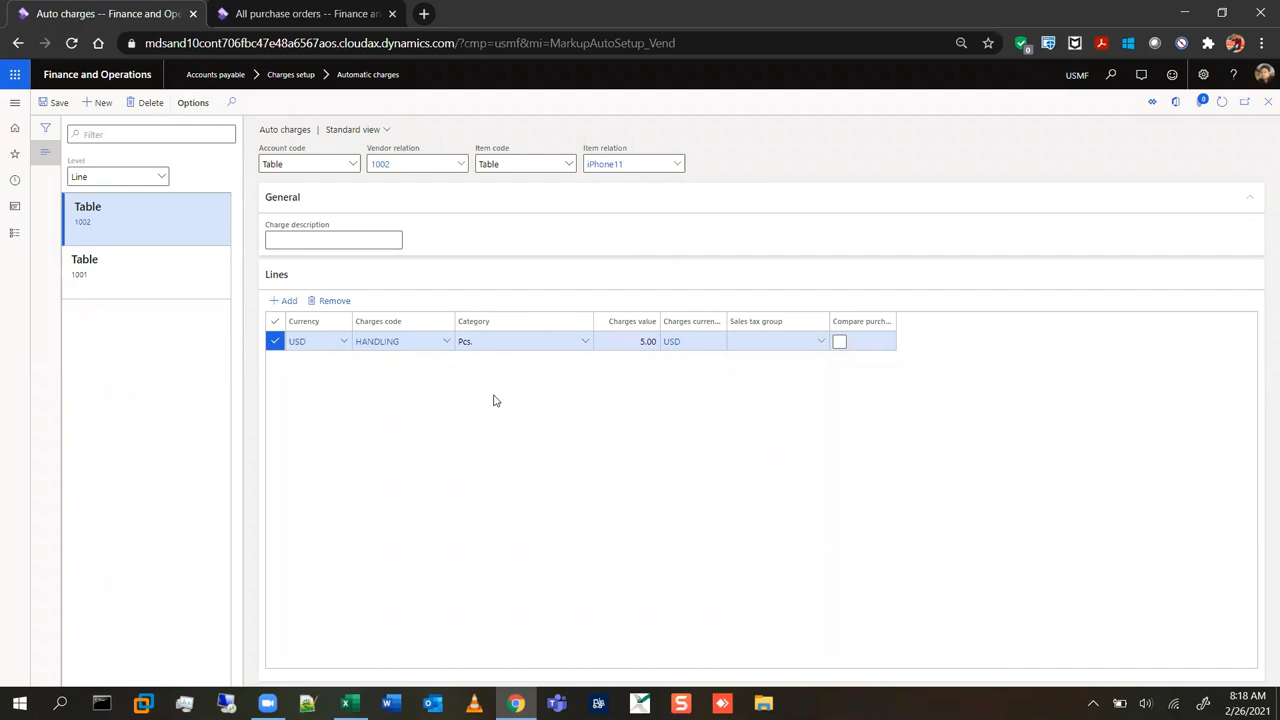 Auto charges -- Finance and Ope
All purchase orders -- Finance an
mdsand10cont706fbc47e48a6567aos.cloudax.dynamics.com/?cmp=usmf&mi=MarkupAutoSetup_Vend
Finance and Operations
Accounts payable
Charges setup
Automatic charges
USMF
Save
New
Delete
Options
0
Filter
Level
Line
Table
1002
Table
1001
Auto charges | Standard view
Account code
Vendor relation
Item code
Item relation
Table
1002
Table
iPhone11
General
Charge description
Lines
Add
Remove
Currency
Charges code
Category
Charges value
Charges curren...
Sales tax group
Compare purch...
USD
HANDLING
Pcs.
5.00
USD
8:18 AM
2/26/2021